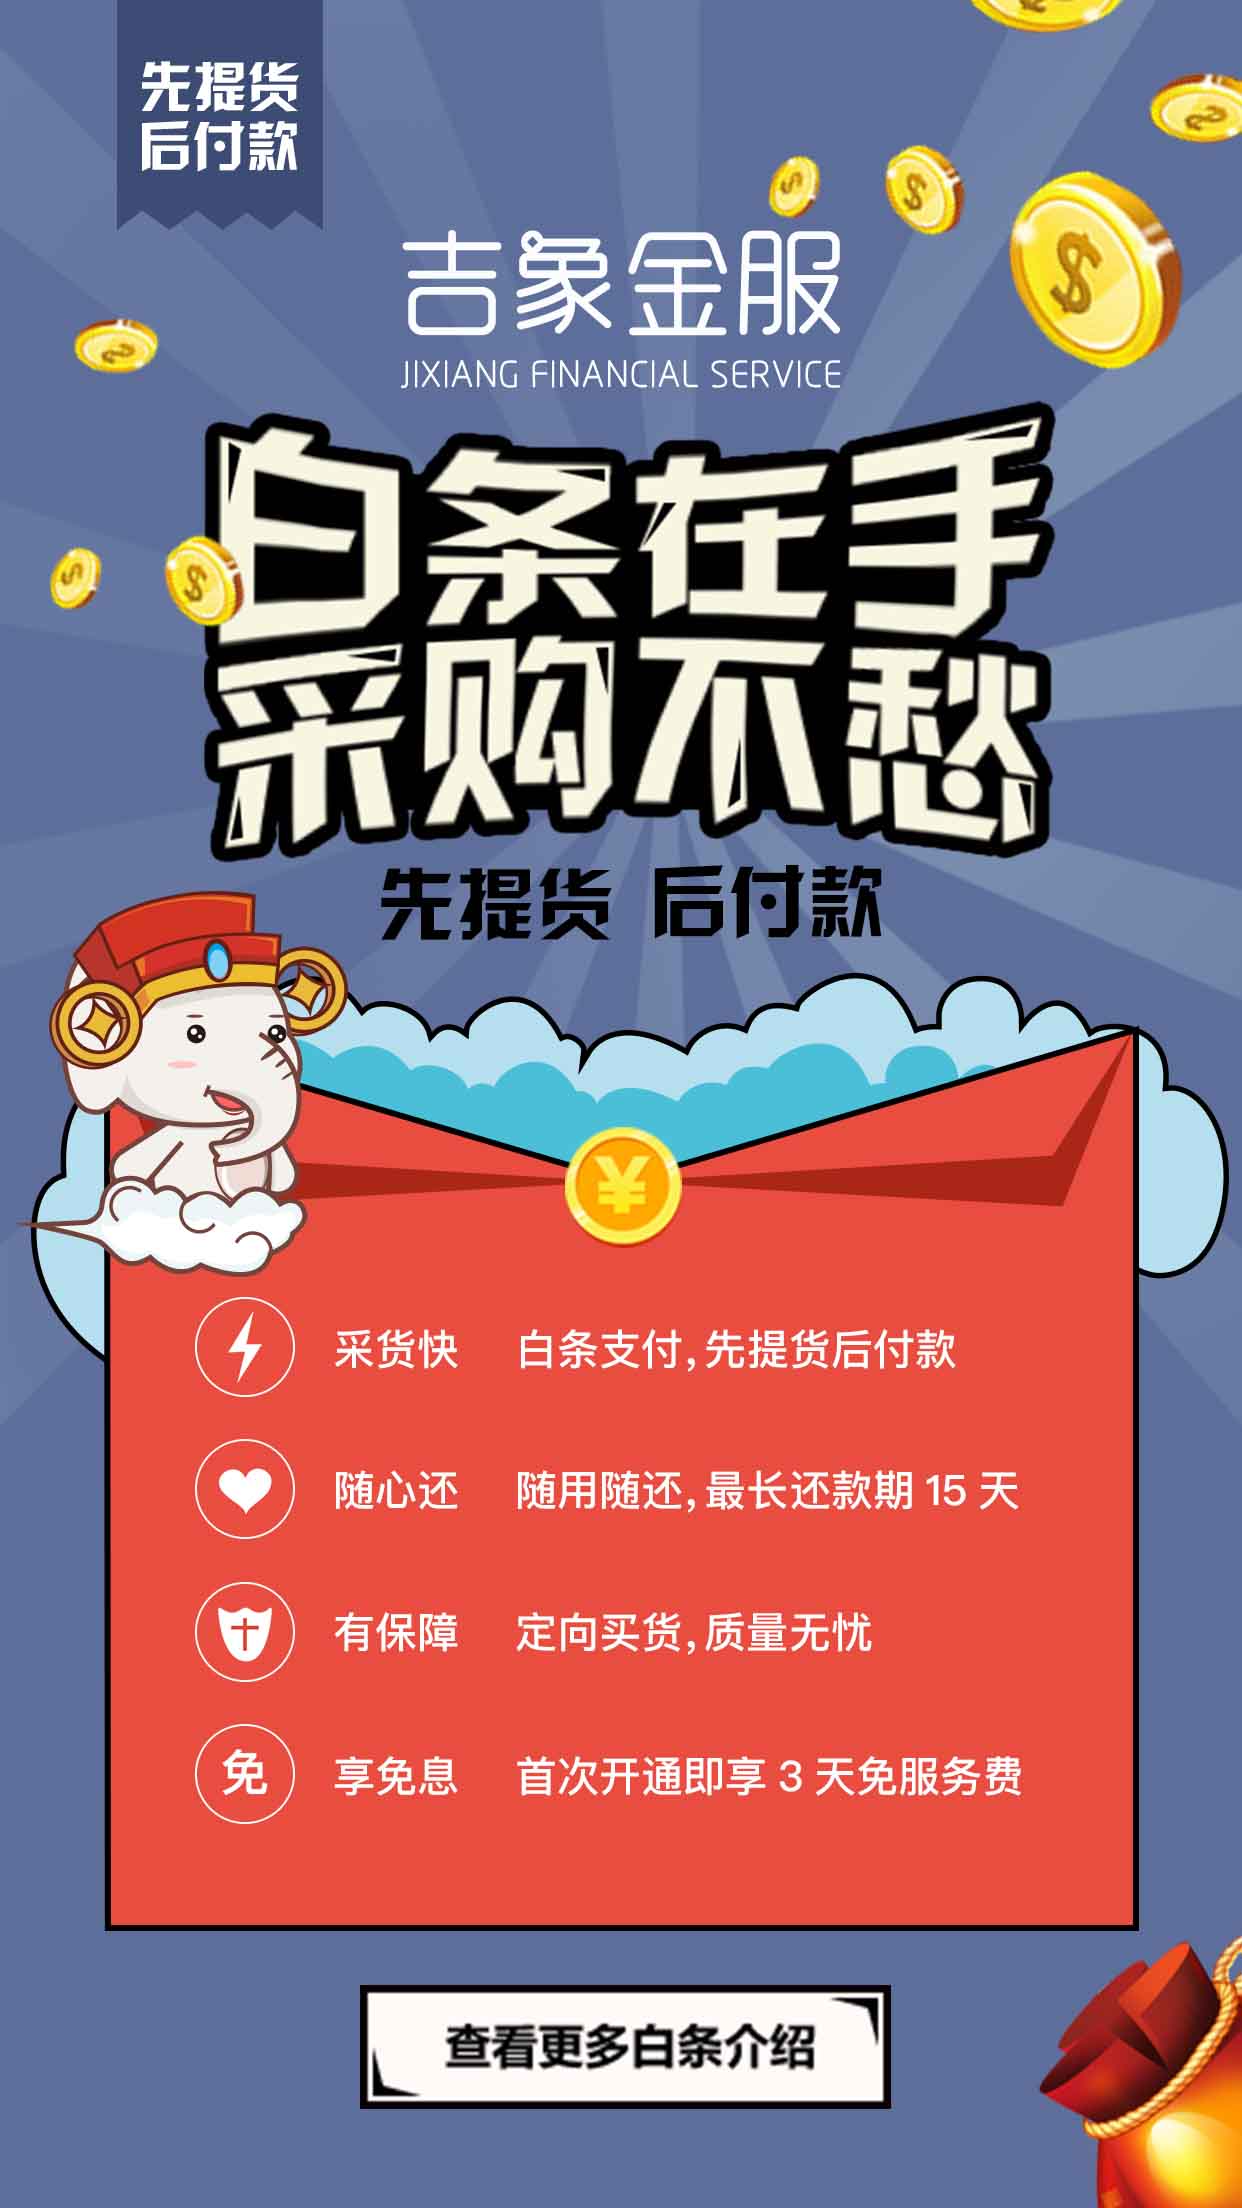 先提货
后付款
吉象金服
JIXIANG FINANCIAL SERVICE
白条在手
采购不愁
先提货 后付款
采货快 白条支付，先提货后付款
随心还 随用随还，最长还款期 15 天
有保障 定向买货，质量无忧
免 享免息 首次开通即享 3 天免服务费
查看更多白条介绍